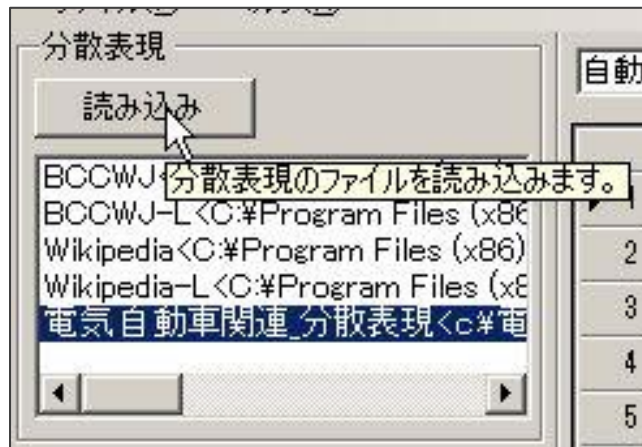 分散表現
読み込み
自動
BCCWJ<
分散表現のファイルを読み込みます。
BCCWJ-L<C:¥Program Files (x86
1
Wikipedia<C:¥Program Files (x86)
2
Wikipedia-L<C:¥Program Files (x8
3
電気自動車関連_分散表現<c¥電
4
5